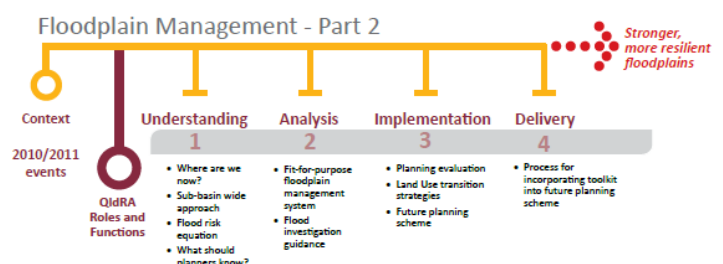 Floodplain Management - Part 2
Stronger,
more resilient
floodplains
Context
2010/2011
events
QldRA
Roles and
Functions
Understanding
1
• Where are we
now?
• Sub-basin wide
approach
• Flood risk
equation
• What should
planners know?
Analysis
2
• Fit-for-purpose
floodplain
management
system
• Flood
investigation
guidance
Implementation
3
• Planning evaluation
• Land Use transition
strategies
• Future planning
scheme
Delivery
4
• Process for
incorporating toolkit
into future planning
scheme